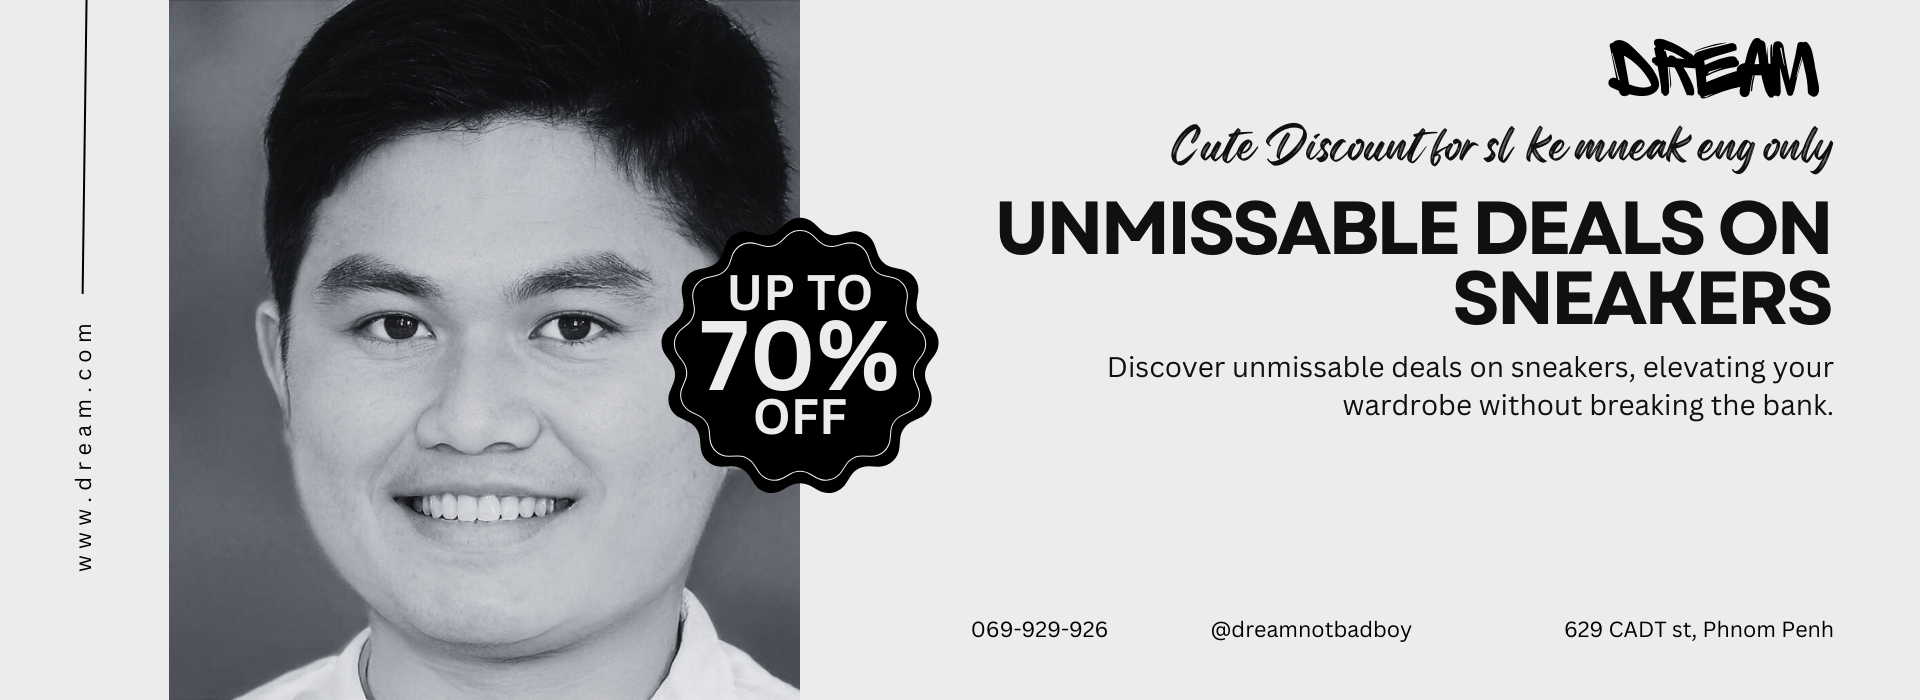 www.dream.com
UP TO
70%
OFF
DREAM
Cute Discount for sl ke mneak eng only
UNMISSABLE DEALS ON
SNEAKERS
Discover unmissable deals on sneakers, elevating your
wardrobe without breaking the bank.
069-929-926
@dreamnotbadboy
629 CADT st, Phnom Penh